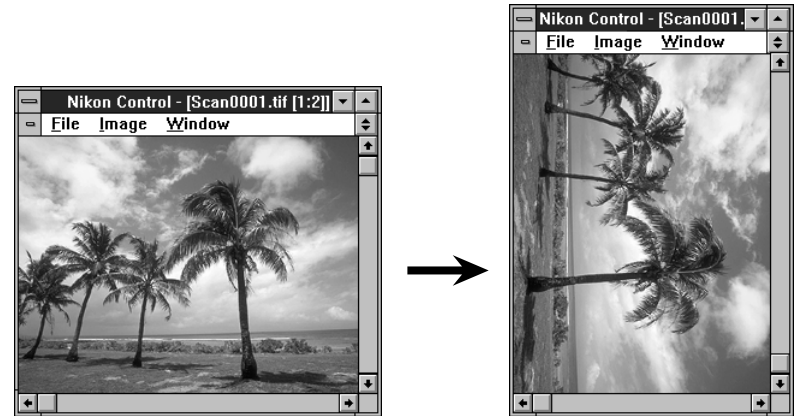 Nikon Control - [Scan0001.tif [1:2]]
File Image Window
Nikon Control - [Scan0001.
File Image Window